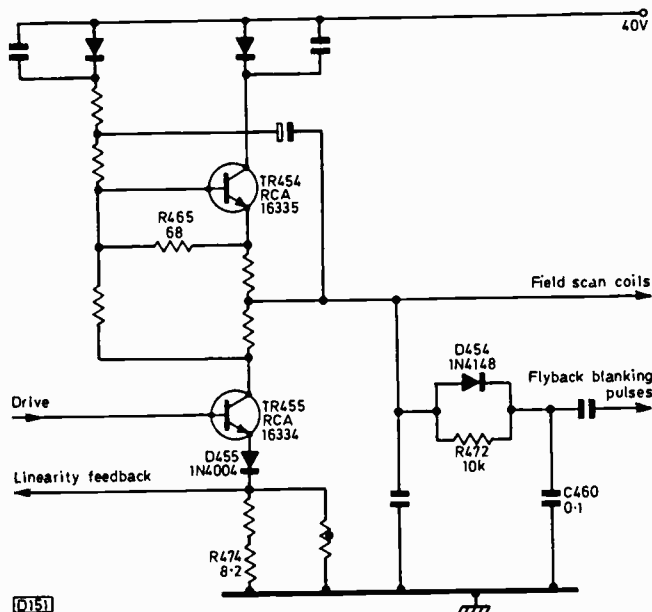 40V
TR454
RCA
16335
R465
68
Field scan coils
D454
1N4148
Flyback blanking
pulses
Drive
TR455
RCA
16334
R472
10k
D455
1N4004
Linearity feedback
C460
0·1
R474
8·2
D151